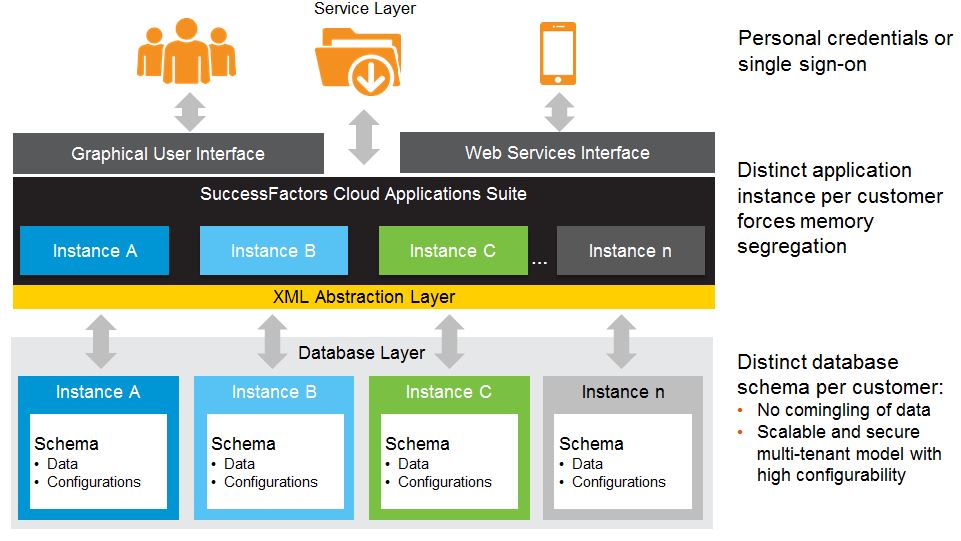 Service Layer
Personal credentials or
single sign-on
Graphical User Interface
Web Services Interface
SuccessFactors Cloud Applications Suite
Instance A
Instance B
Instance C
...
Instance n
XML Abstraction Layer
Distinct application
instance per customer
forces memory
segregation
Database Layer
Instance A
Schema
• Data
• Configurations
Instance B
Schema
• Data
• Configurations
Instance C
Schema
• Data
• Configurations
Instance n
Schema
• Data
• Configurations
Distinct database
schema per customer:
• No comingling of data
• Scalable and secure
multi-tenant model with
high configurability